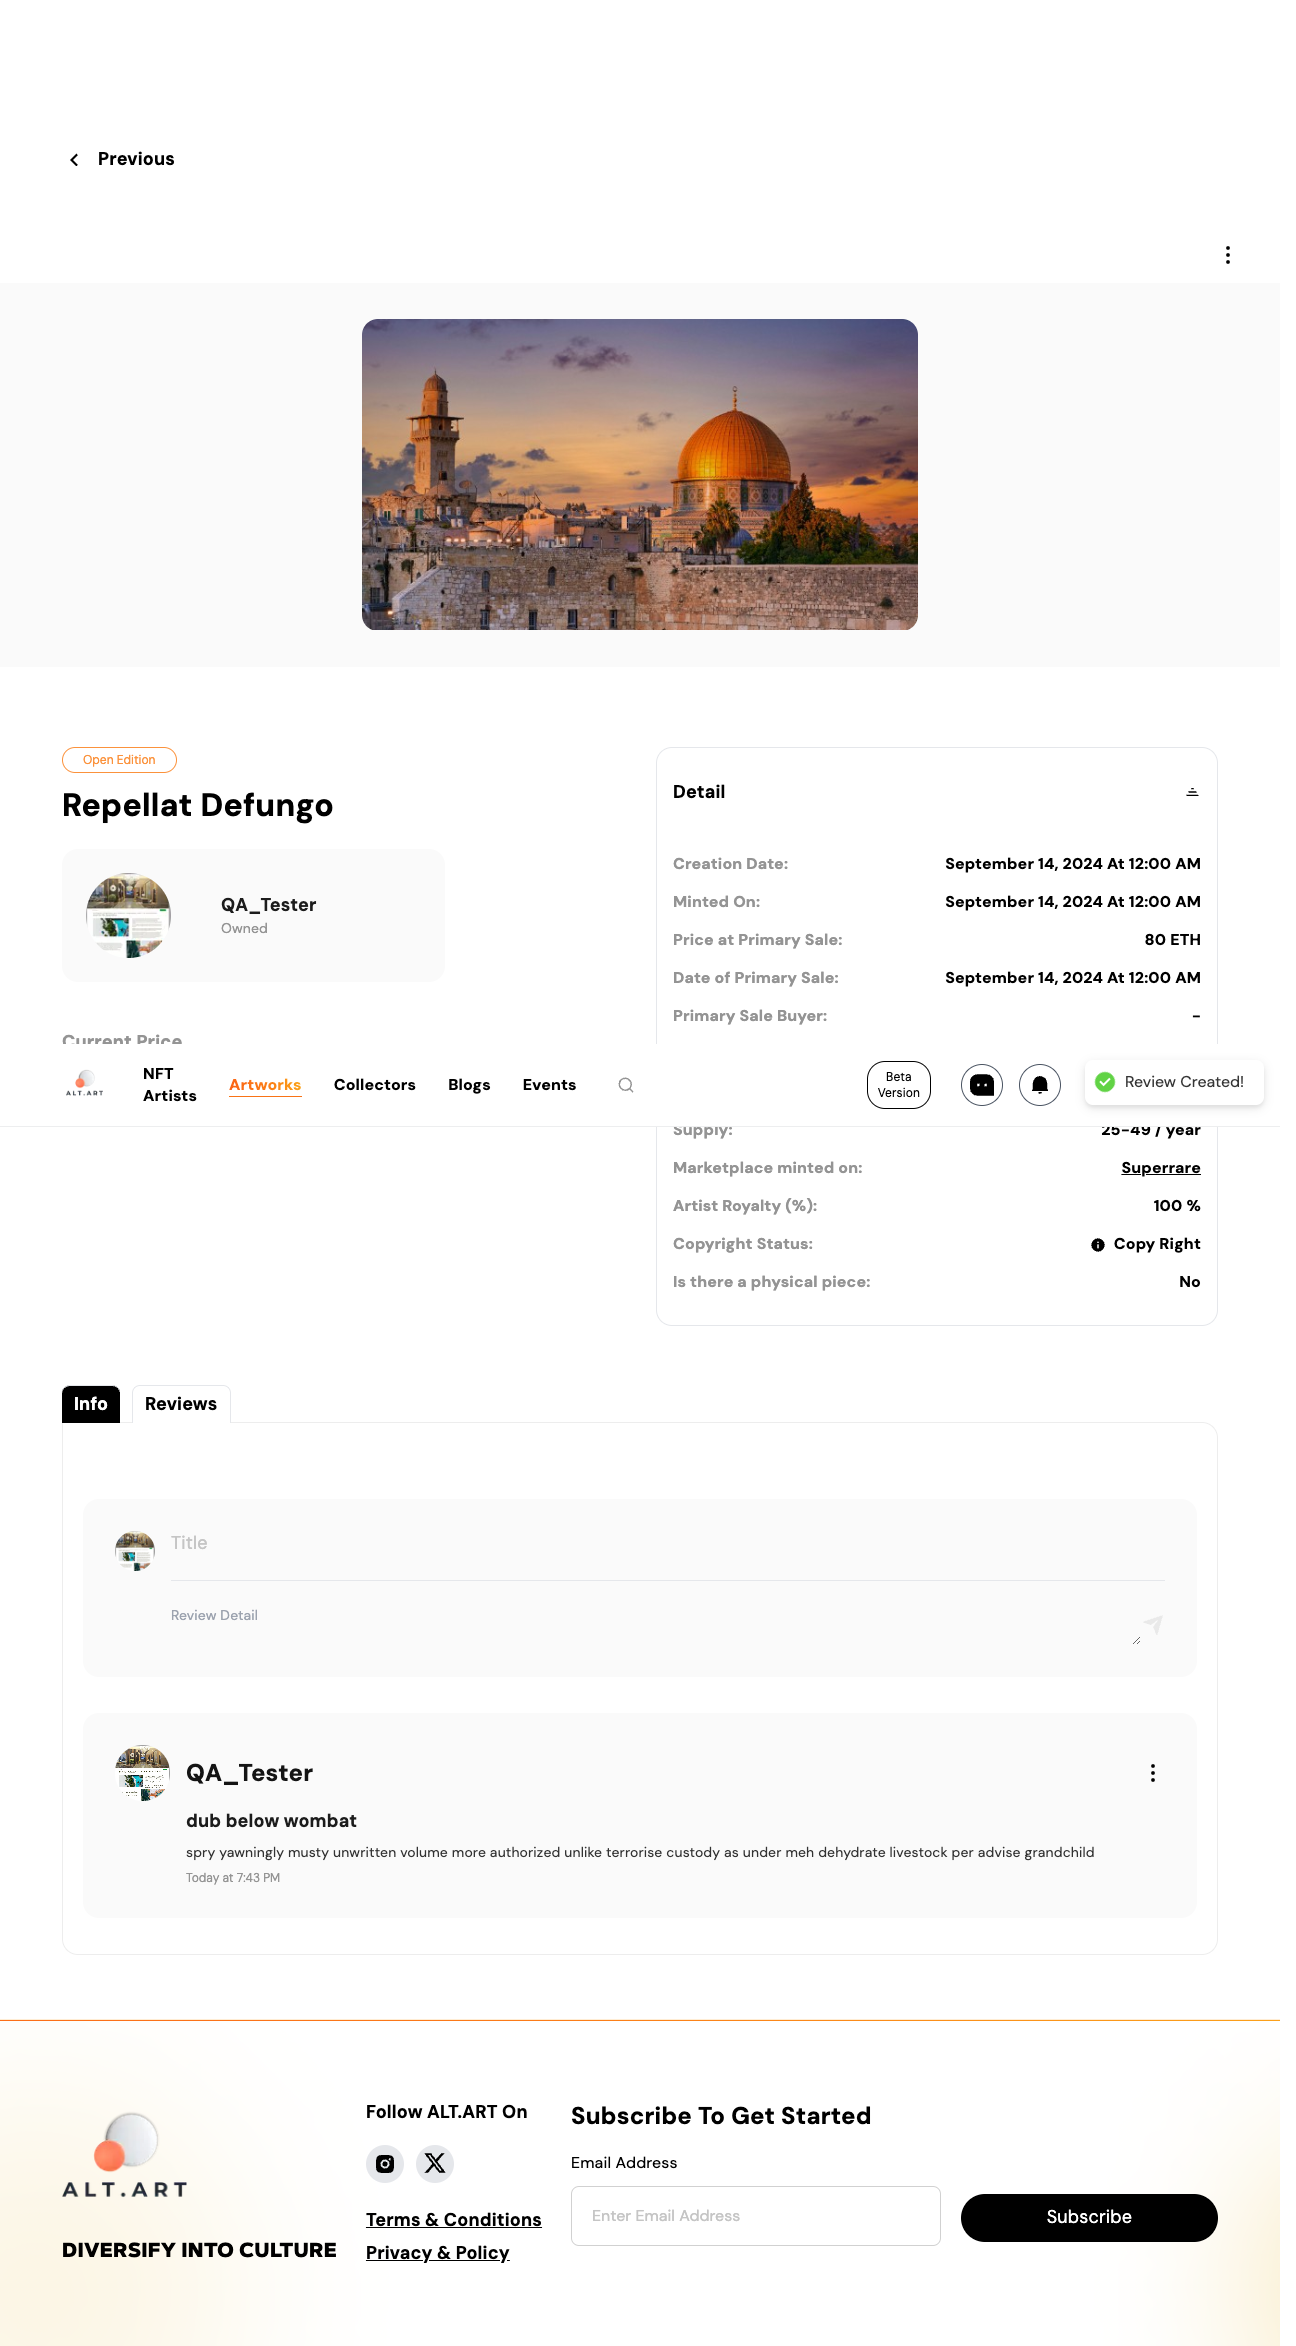 Previous
Open Edition
Repellat Defungo
QA_Tester
Owned
Detail
Creation Date: September 14, 2024 At 12:00 AM
Minted On: September 14, 2024 At 12:00 AM
Price at Primary Sale: 80 ETH
Date of Primary Sale: September 14, 2024 At 12:00 AM
Primary Sale Buyer: -
Current Price
ALT.ART
NFT
Artists
Artworks
Collectors
Blogs
Events
Beta
Version
Review Created!
Supply: 25-49 / year
Marketplace minted on: Superrare
Artist Royalty (%): 100 %
Copyright Status: Copy Right
Is there a physical piece: No
Info
Reviews
Title
Review Detail
QA_Tester
dub below wombat
spry yawningly musty unwritten volume more authorized unlike terrorise custody as under meh dehydrate livestock per advise grandchild
Today at 7:43 PM
ALT.ART
DIVERSIFY INTO CULTURE
Follow ALT.ART On
Terms & Conditions
Privacy & Policy
Subscribe To Get Started
Email Address
Enter Email Address
Subscribe